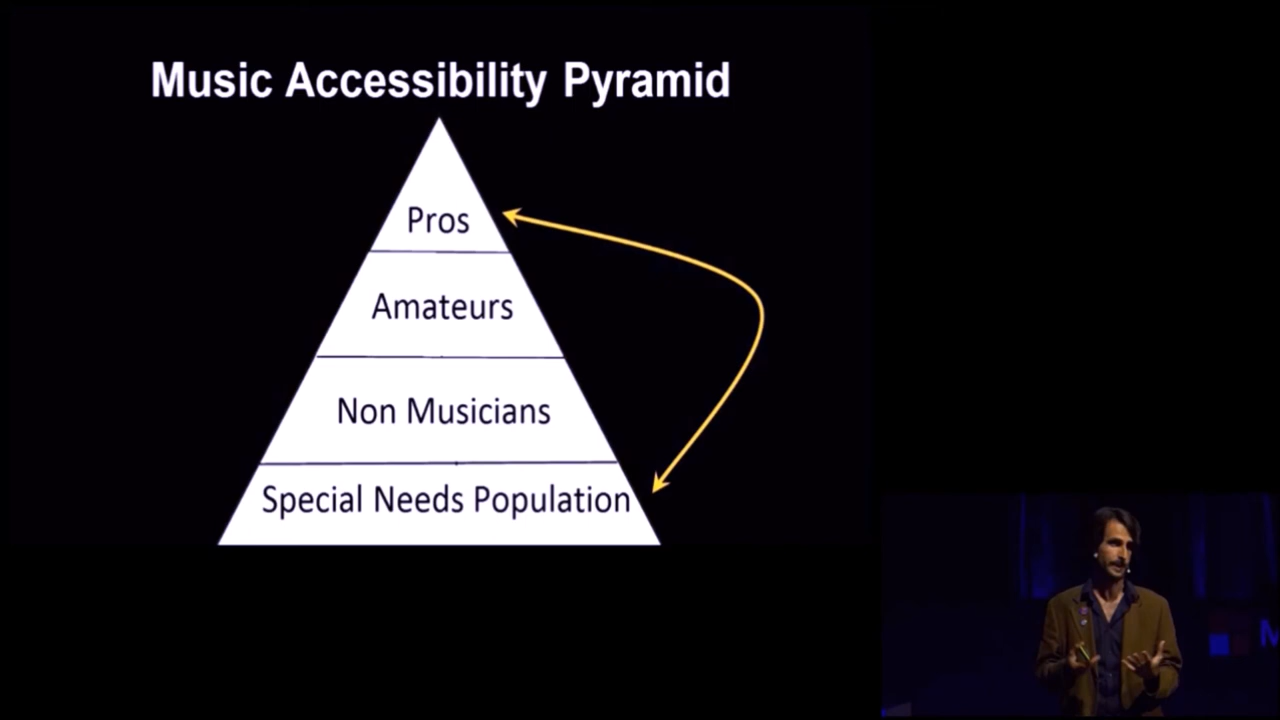 Music Accessibility Pyramid
Pros
Amateurs
Non Musicians
Special Needs Population
M